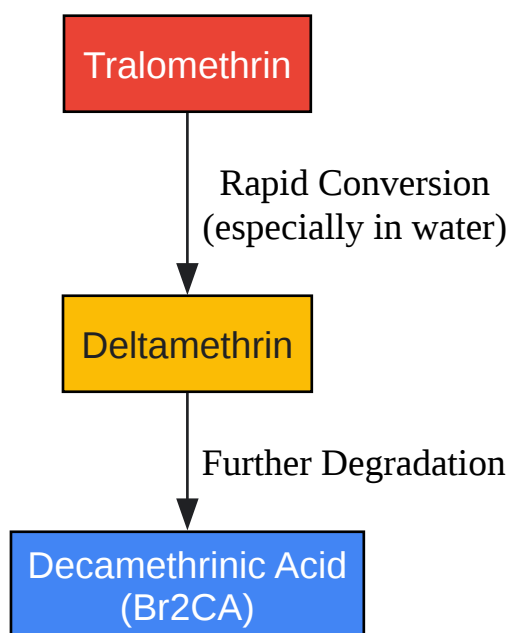 Tralomethrin
Rapid Conversion
(especially in water)
Deltamethrin
Further Degradation
Decamethrinic Acid
(Br2CA)